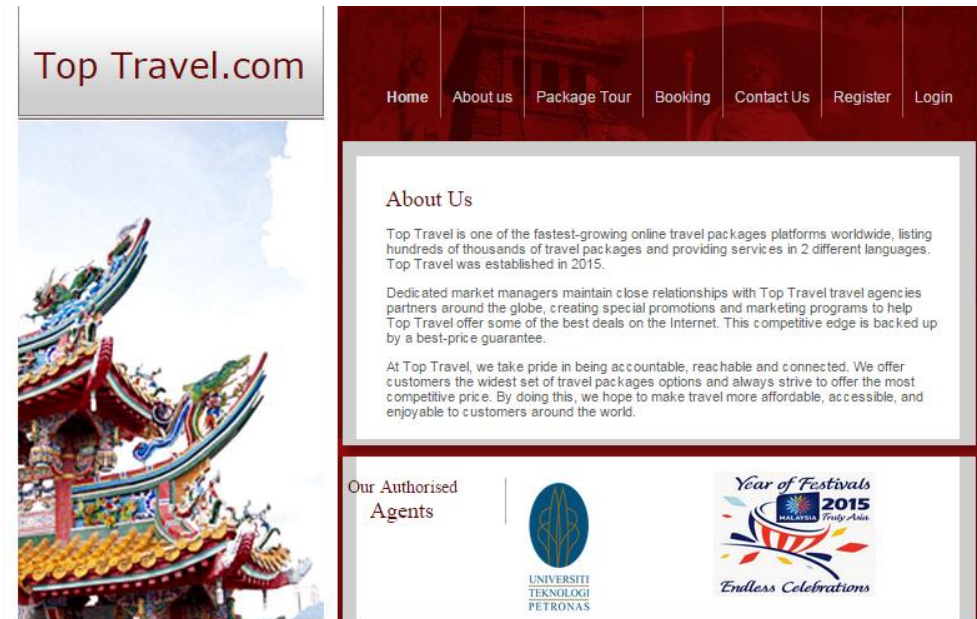 Top Travel.com
Home About us Package Tour Booking Contact Us Register Login
About Us
Top Travel is one of the fastest-growing online travel packages platforms worldwide, listing
hundreds of thousands of travel packages and providing services in 2 different languages.
Top Travel was established in 2015.
Dedicated market managers maintain close relationships with Top Travel travel agencies
partners around the globe, creating special promotions and marketing programs to help
Top Travel offer some of the best deals on the Internet. This competitive edge is backed up
by a best-price guarantee.
At Top Travel, we take pride in being accountable, reachable and connected. We offer
customers the widest set of travel packages options and always strive to offer the most
competitive price. By doing this, we hope to make travel more affordable, accessible, and
enjoyable to customers around the world.
Our Authorised
Agents
UNIVERSITI
TEKNOLOGI
PETRONAS
Year of Festivals
2015
MALAYSIA Truly Asia
Endless Celebrations